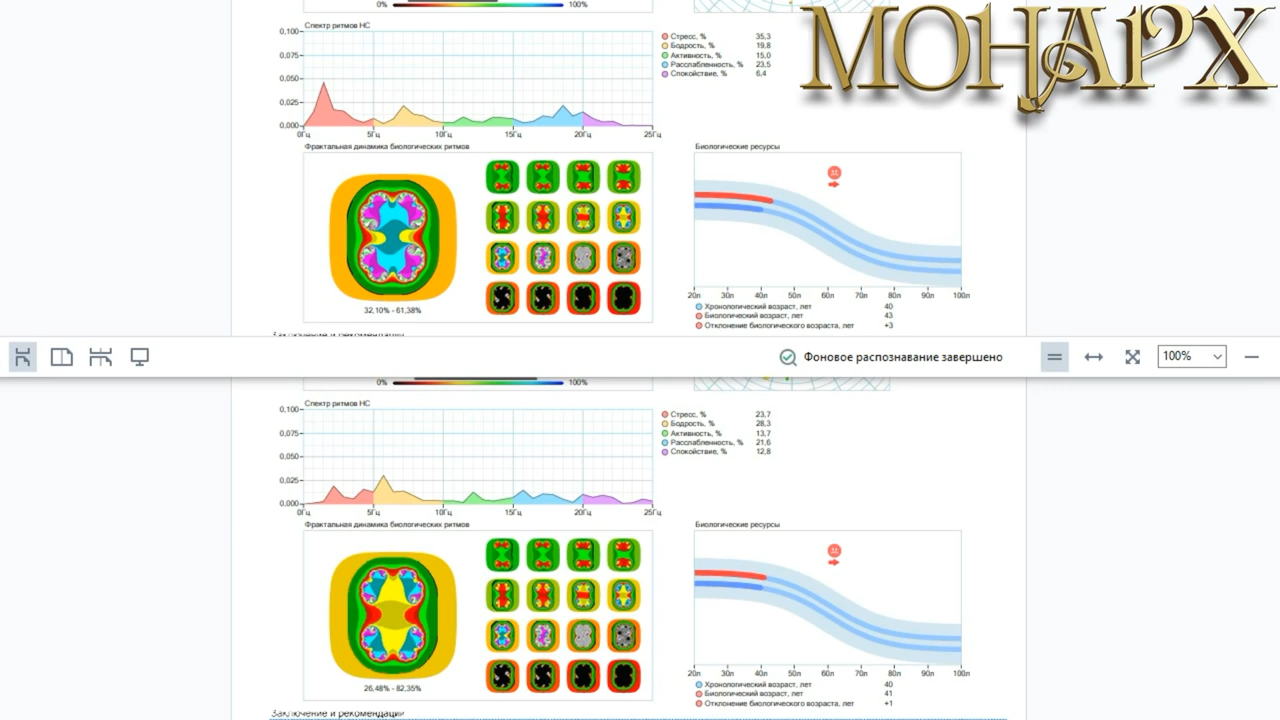 МОНАРХ
0% 100%
Спектр ритмов НС
0,100
0,075
0,050
0,025
0,000
0Гц 5Гц 10Гц 15Гц 20Гц 25Гц
Стресс, % 35,3
Бодрость, % 19,8
Активность, % 15,0
Расслабленность, % 23,5
Спокойствие, % 6,4
Фрактальная динамика биологических ритмов
32,10% - 61,38%
Биологические ресурсы
20л 30л 40л 50л 60л 70л 80л 90л 100л
Хронологический возраст, лет 40
Биологический возраст, лет 43
Отклонение биологического возраста, лет +3
Заключение и рекомендации
Фоновое распознавание завершено
100%
0% 100%
Спектр ритмов НС
0,100
0,075
0,050
0,025
0,000
0Гц 5Гц 10Гц 15Гц 20Гц 25Гц
Стресс, % 23,7
Бодрость, % 28,3
Активность, % 13,7
Расслабленность, % 21,6
Спокойствие, % 12,8
Фрактальная динамика биологических ритмов
26,48% - 82,35%
Биологические ресурсы
20л 30л 40л 50л 60л 70л 80л 90л 100л
Хронологический возраст, лет 40
Биологический возраст, лет 41
Отклонение биологического возраста, лет +1
Заключение и рекомендации